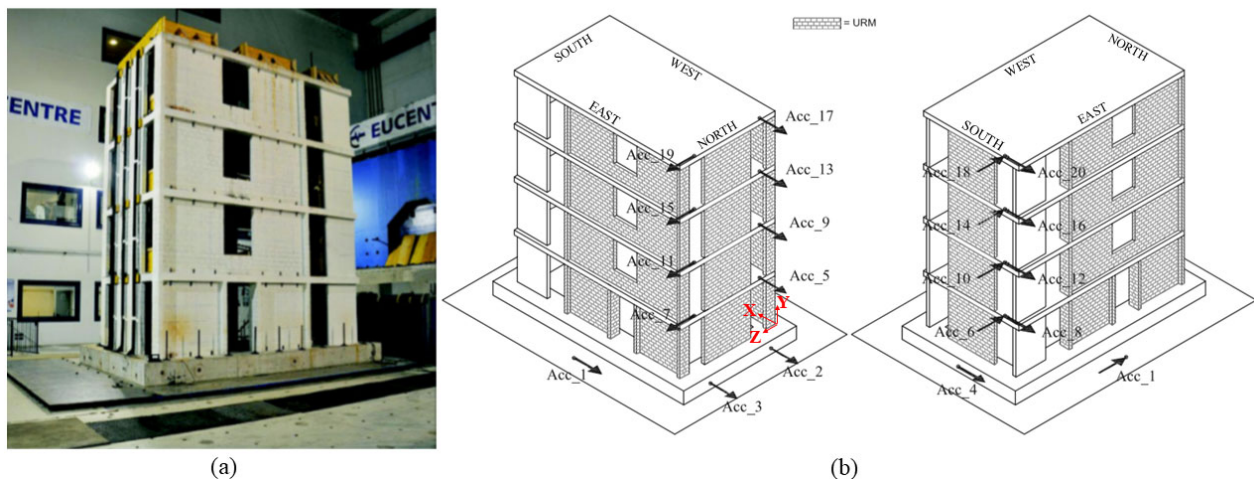 ENTRE
EUCENT
(a)
= URM
SOUTH
WEST
EAST
NORTH
Acc_17
Acc_19
Acc_13
Acc_15
Acc_9
Acc_11
Acc_5
Acc_7
X
Y
Z
Acc_1
Acc_2
Acc_3
NORTH
WEST
EAST
SOUTH
Acc_18
Acc_20
Acc_14
Acc_16
Acc_10
Acc_12
Acc_6
Acc_8
Acc_4
Acc_1
(b)